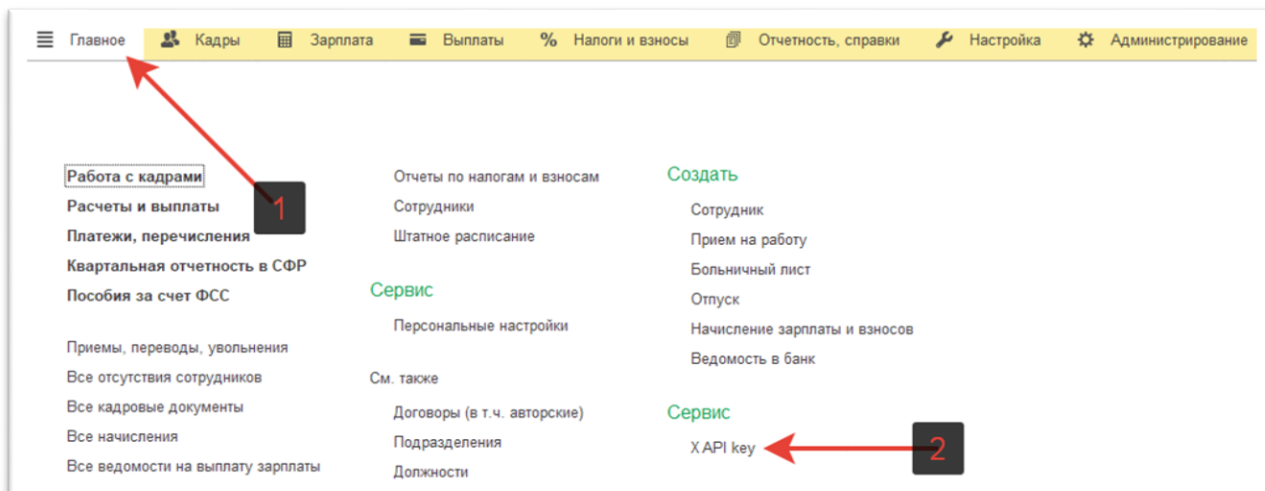 Главное Кадры Зарплата Выплаты % Налоги и взносы Отчетность, справки Настройка Администрирование
Работа с кадрами
Расчеты и выплаты
Платежи, перечисления
Квартальная отчетность в СФР
Пособия за счет ФСС
Приемы, переводы, увольнения
Все отсутствия сотрудников
Все кадровые документы
Все начисления
Все ведомости на выплату зарплаты
1
Отчеты по налогам и взносам
Сотрудники
Штатное расписание
Сервис
Персональные настройки
См. также
Договоры (в т.ч. авторские)
Подразделения
Должности
Создать
Сотрудник
Прием на работу
Больничный лист
Отпуск
Начисление зарплаты и взносов
Ведомость в банк
Сервис
X API key
2